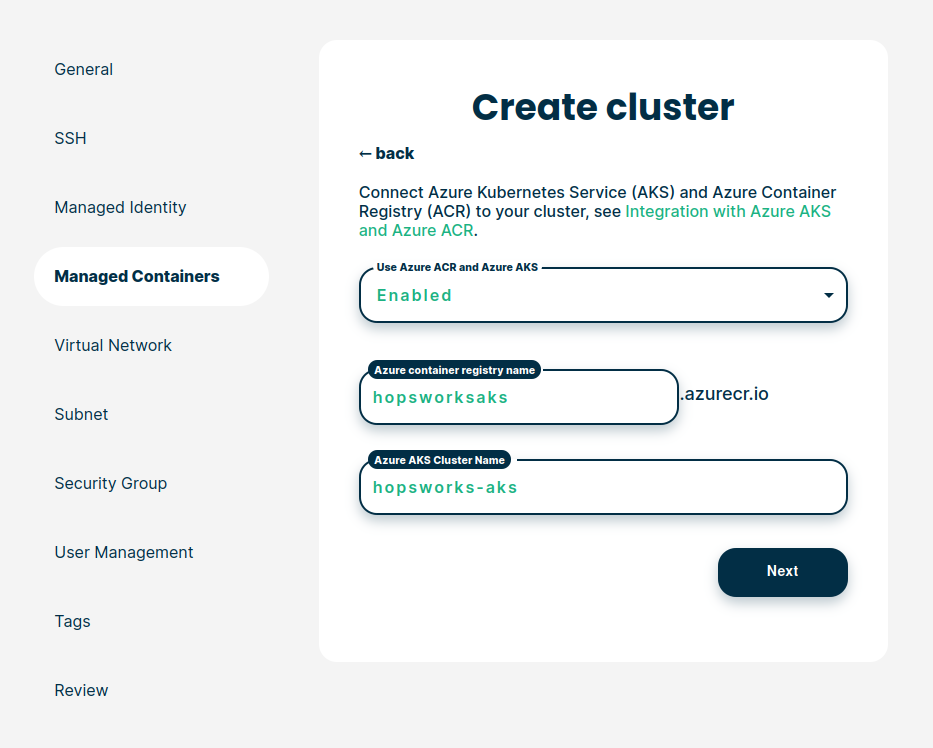 General
SSH
Managed Identity
Managed Containers
Virtual Network
Subnet
Security Group
User Management
Tags
Review
Create cluster
← back
Connect Azure Kubernetes Service (AKS) and Azure Container
Registry (ACR) to your cluster, see Integration with Azure AKS
and Azure ACR.
Use Azure ACR and Azure AKS
Enabled
Azure container registry name
hopsworksaks
.azurecr.io
Azure AKS Cluster Name
hopsworks-aks
Next